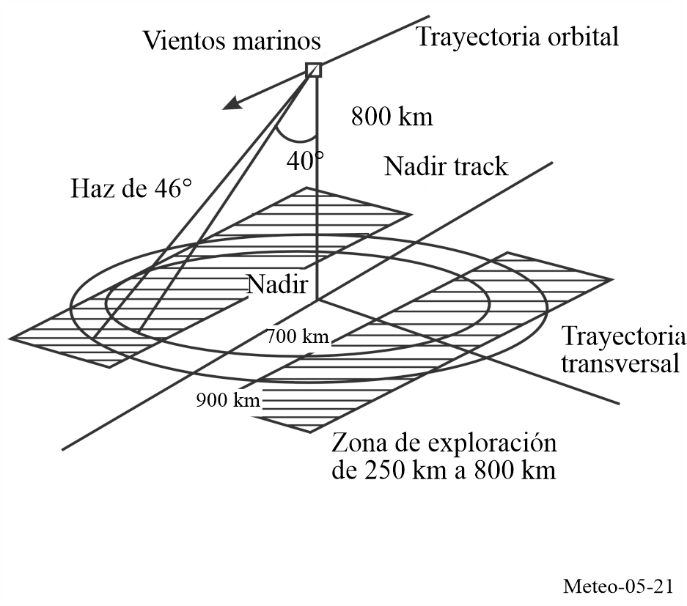 Vientos marinos
Trayectoria orbital
800 km
40°
Nadir track
Haz de 46°
Nadir
700 km
Trayectoria
transversal
900 km
Zona de exploración
de 250 km a 800 km
Meteo-05-21